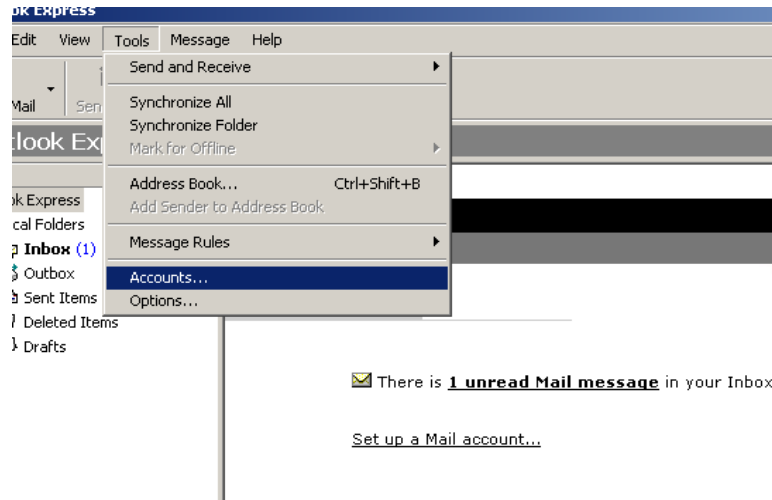 ok Express
Edit View Tools Message Help
Send and Receive
Mail Sen
Synchronize All
Synchronize Folder
Mark for Offline
tlook Ex
Address Book... Ctrl+Shift+B
Add Sender to Address Book
ok Express
cal Folders
Message Rules
Inbox (1)
Accounts...
Outbox
Options...
Sent Items
Deleted Items
Drafts
There is 1 unread Mail message in your Inbox
Set up a Mail account...